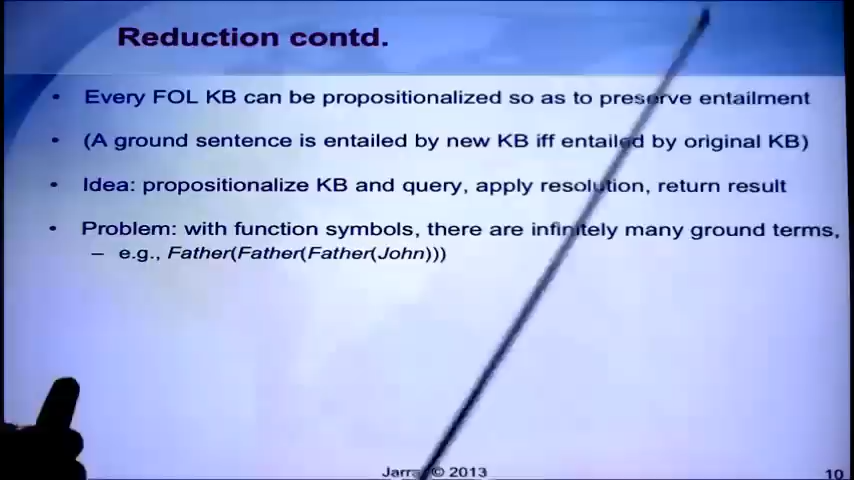 Reduction contd.
• Every FOL KB can be propositionalized so as to preserve entailment
• (A ground sentence is entailed by new KB iff entailed by original KB)
• Idea: propositionalize KB and query, apply resolution, return result
• Problem: with function symbols, there are infinitely many ground terms,
– e.g., Father(Father(Father(John)))
© 2013
10